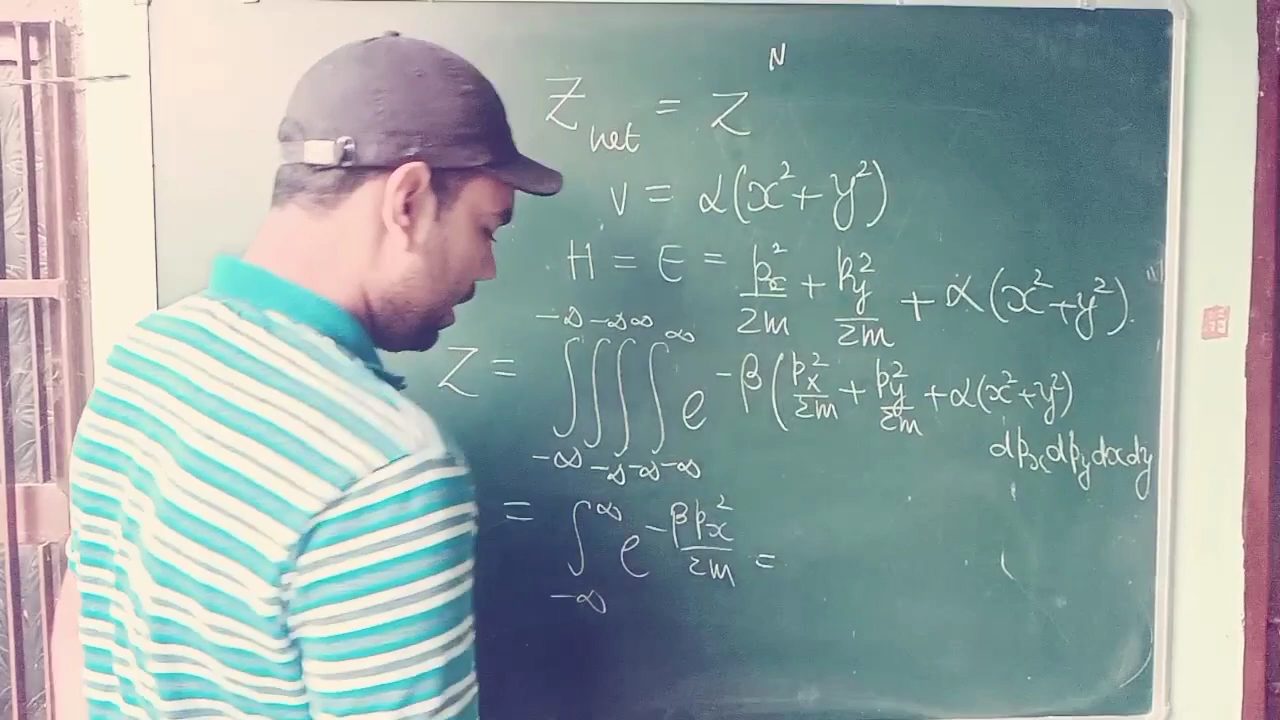 Z_net = Z^N
V = α(x² + y²)
H = E = p_x²/2m + p_y²/2m + α(x² + y²).
Z = ∫_{-∞}^{-∞} ∫_{-∞}^{-∞} ∫_{-∞}^{∞} ∫_{-∞}^{∞} e^{-β(p_x²/2m + p_y²/2m + α(x² + y²)}
dp_x dp_y dx dy
= ∫_{-∞}^{∞} e^{-βp_x²/2m} =